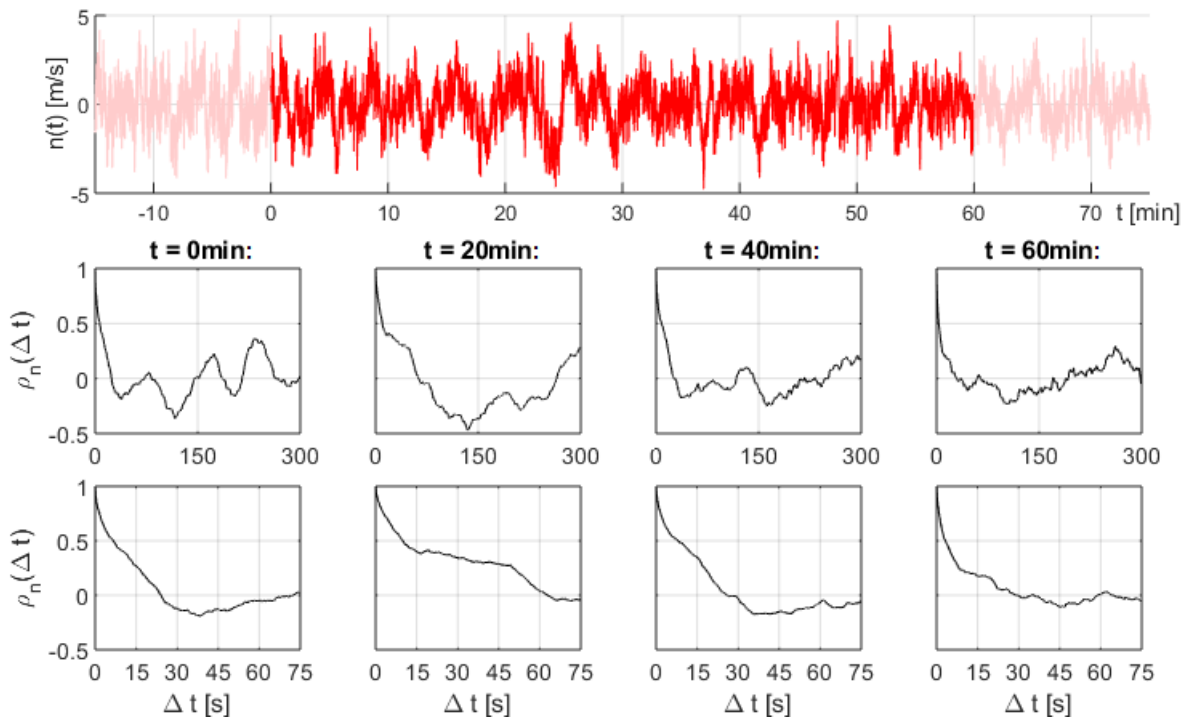 5
0
-5
n(t) [m/s]
-10 0 10 20 30 40 50 60 70 t [min]
t = 0min: t = 20min: t = 40min: t = 60min:
1
0.5
0
-0.5
ρn(Δ t)
0 150 300 0 150 300 0 150 300 0 150 300
1
0.5
0
-0.5
ρn(Δ t)
0 15 30 45 60 75 0 15 30 45 60 75 0 15 30 45 60 75 0 15 30 45 60 75
Δ t [s] Δ t [s] Δ t [s] Δ t [s]